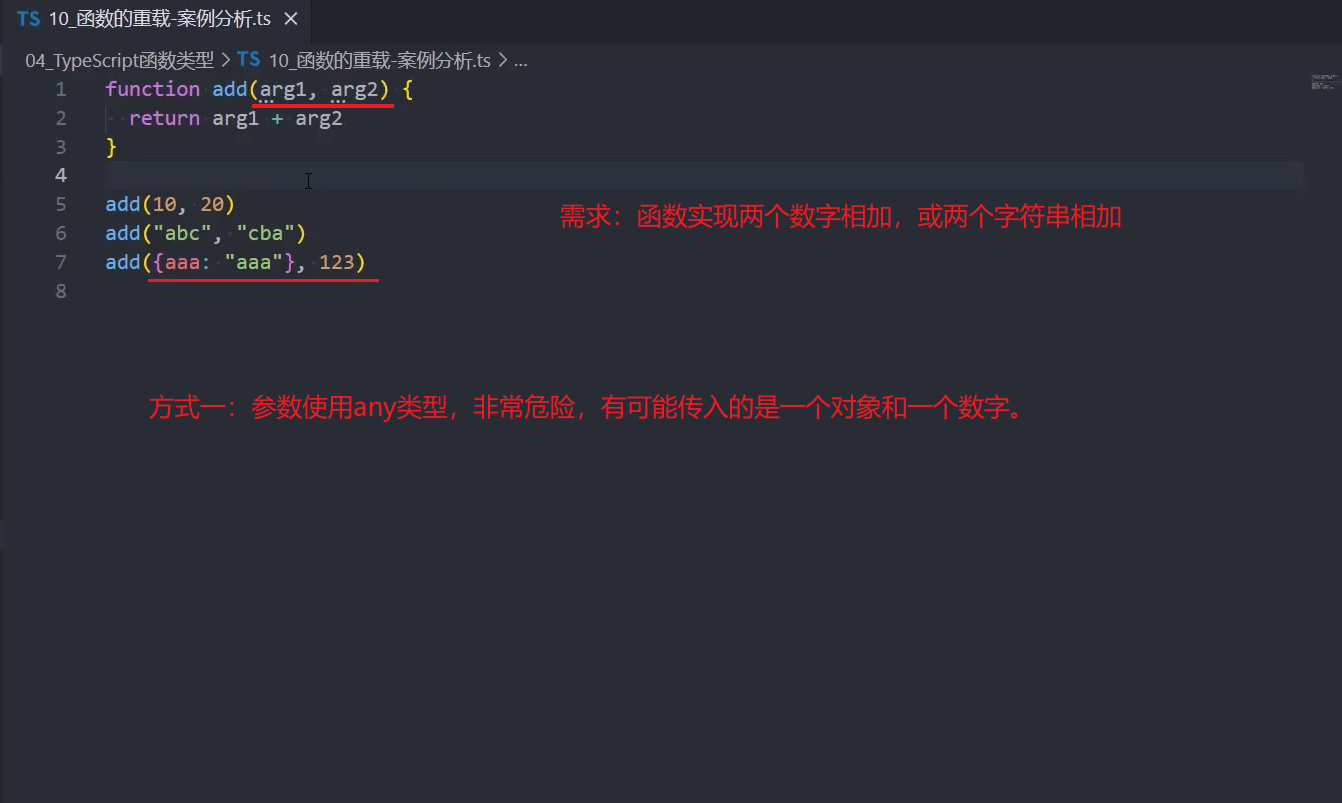 TS 10_函数的重载-案例分析.ts ×
04_TypeScript函数类型 > TS 10_函数的重载-案例分析.ts > ...
1 function add(arg1, arg2) {
2 return arg1 + arg2
3 }
4
5 add(10, 20)
需求：函数实现两个数字相加，或两个字符串相加
6 add("abc", "cba")
7 add({aaa: "aaa"}, 123)
8
方式一：参数使用any类型，非常危险，有可能传入的是一个对象和一个数字。